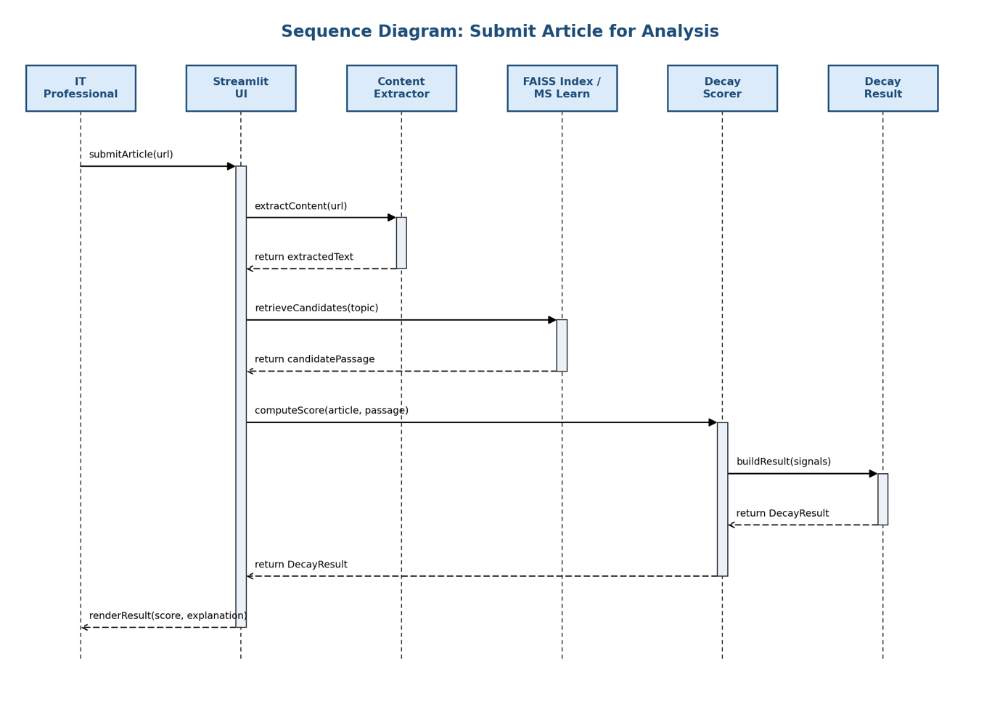 Sequence Diagram: Submit Article for Analysis
IT
Professional
Streamlit
UI
Content
Extractor
FAISS Index /
MS Learn
Decay
Scorer
Decay
Result
submitArticle(url)
extractContent(url)
return extractedText
retrieveCandidates(topic)
return candidatePassage
computeScore(article, passage)
buildResult(signals)
return DecayResult
return DecayResult
renderResult(score, explanation)